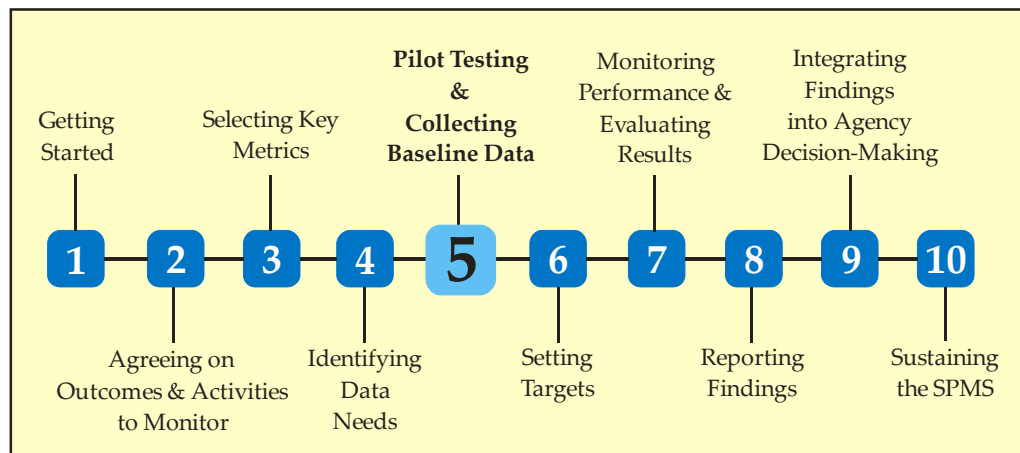 Getting
Started
Selecting Key
Metrics
Pilot Testing
&
Collecting
Baseline Data
Monitoring
Performance &
Evaluating
Results
Integrating
Findings
into Agency
Decision-Making
1
2
3
4
5
6
7
8
9
10
Agreeing on
Outcomes & Activities
to Monitor
Identifying
Data
Needs
Setting
Targets
Reporting
Findings
Sustaining
the SPMS